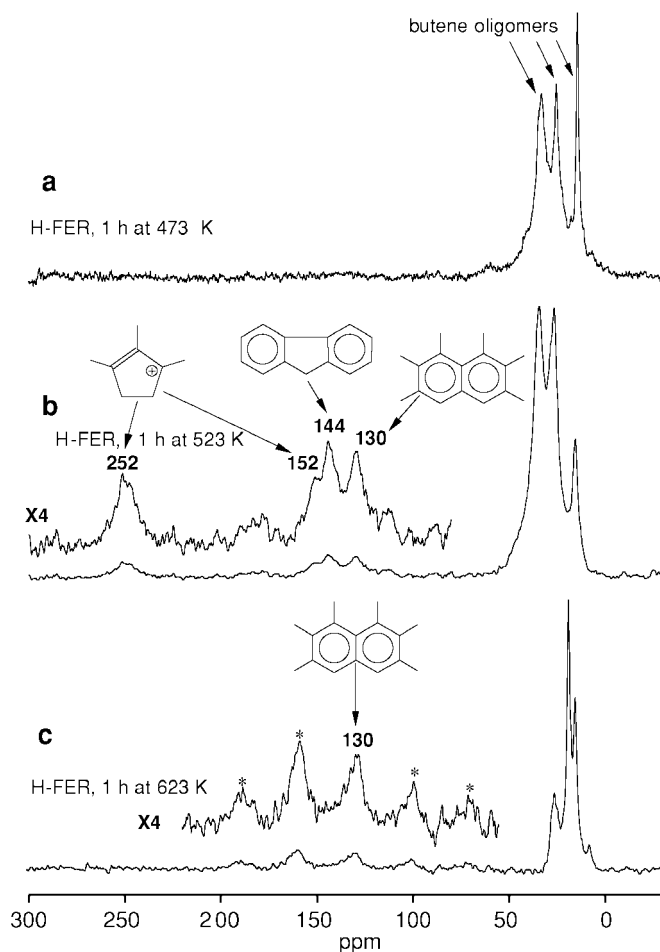 butene oligomers
a
H-FER, 1 h at 473 K
b
H-FER, 1 h at 523 K
252
152
144
130
X4
c
130
* * * *
H-FER, 1 h at 623 K
X4
300 250 200 150 100 50 0
ppm